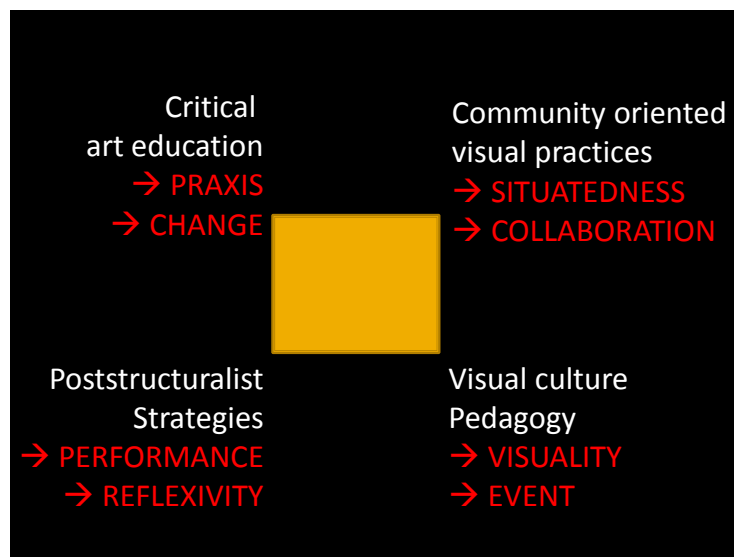 Critical
art education
→ PRAXIS
→ CHANGE
Community oriented
visual practices
→ SITUATEDNESS
→ COLLABORATION
Poststructuralist
Strategies
→ PERFORMANCE
→ REFLEXIVITY
Visual culture
Pedagogy
→ VISUALITY
→ EVENT